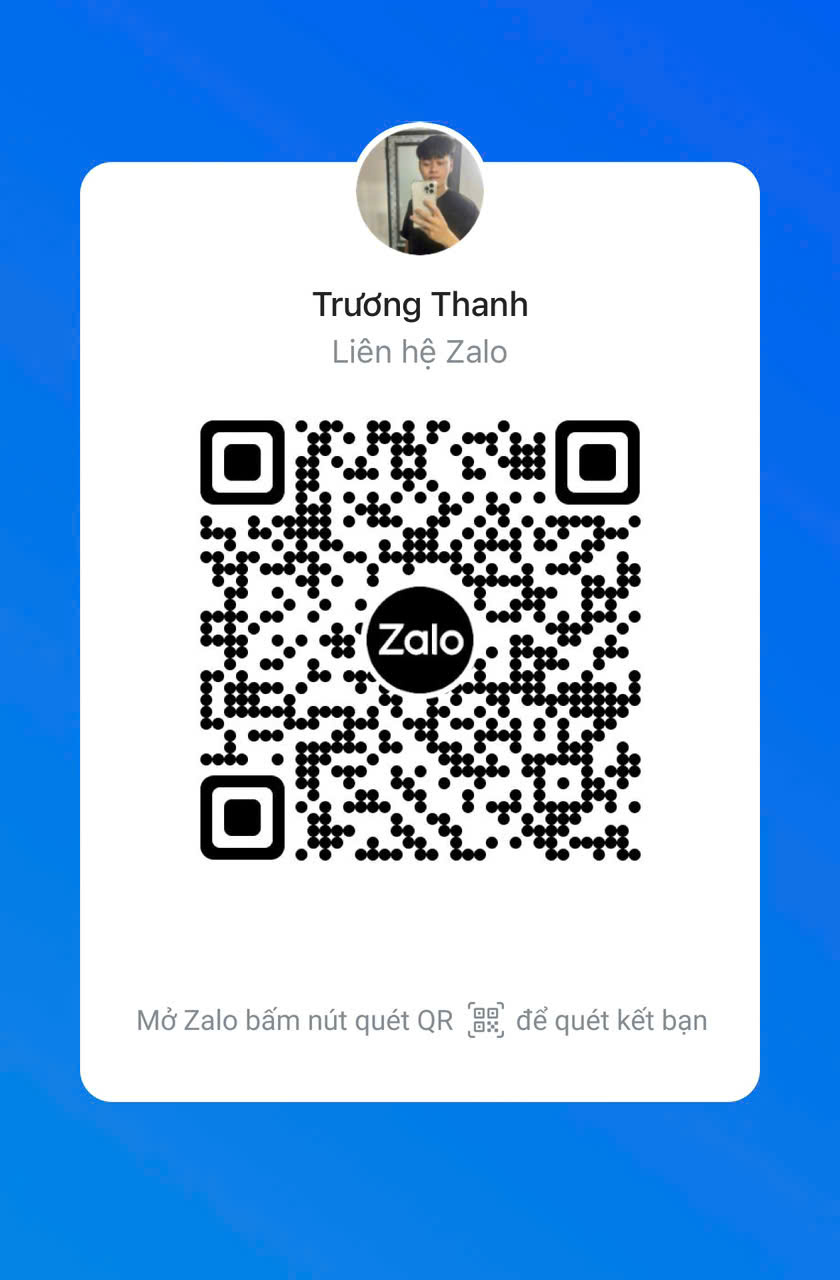 Trương Thanh
Liên hệ Zalo
Zalo
Mở Zalo bấm nút quét QR để quét kết bạn